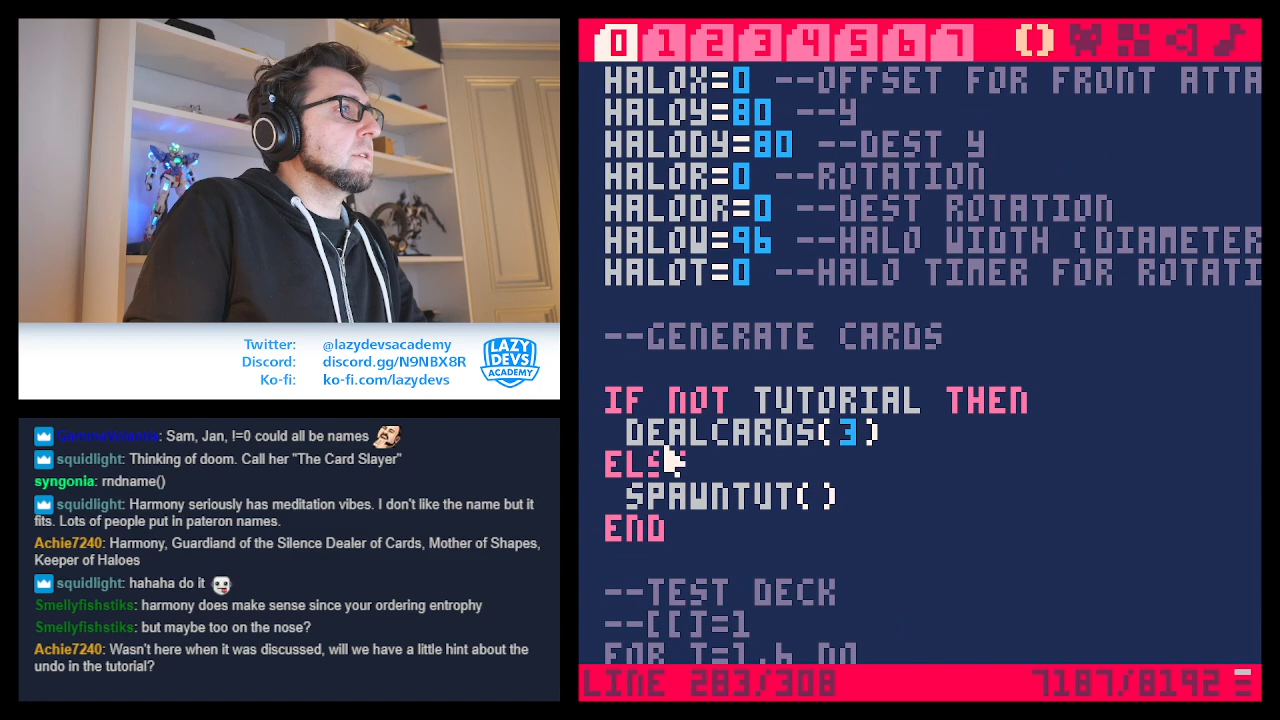 Twitter: @lazydevsacademy
Discord: discord.gg/N9NBX8R
Ko-fi: ko-fi.com/lazydevs
LAZY
DEVS
ACADEMY
GammaVolantis: Sam, Jan, !=0 could all be names
squidlight: Thinking of doom. Call her "The Card Slayer"
syngonia: rndname()
squidlight: Harmony seriously has meditation vibes. I don't like the name but it
fits. Lots of people put in pateron names.
Achie7240: Harmony, Guardiand of the Silence Dealer of Cards, Mother of Shapes,
Keeper of Haloes
squidlight: hahaha do it
Smellyfishstiks: harmony does make sense since your ordering entrophy
Smellyfishstiks: but maybe too on the nose?
Achie7240: Wasn't here when it was discussed, will we have a little hint about the
undo in the tutorial?
0 1 2 3 4 5 6 7 ()
HALOX=0 --OFFSET FOR FRONT ATTA
HALOY=80 --Y
HALODY=80 --DEST Y
HALOR=0 --ROTATION
HALODR=0 --DEST ROTATION
HALOW=96 --HALO WIDTH (DIAMETER
HALOT=0 --HALO TIMER FOR ROTATI
--GENERATE CARDS
IF NOT TUTORIAL THEN
DEALCARDS(3)
ELSE
SPAWNTUT()
END
--TEST DECK
--[[J=1
FOR I=1,6 DO
LINE 283/308 7187/8192